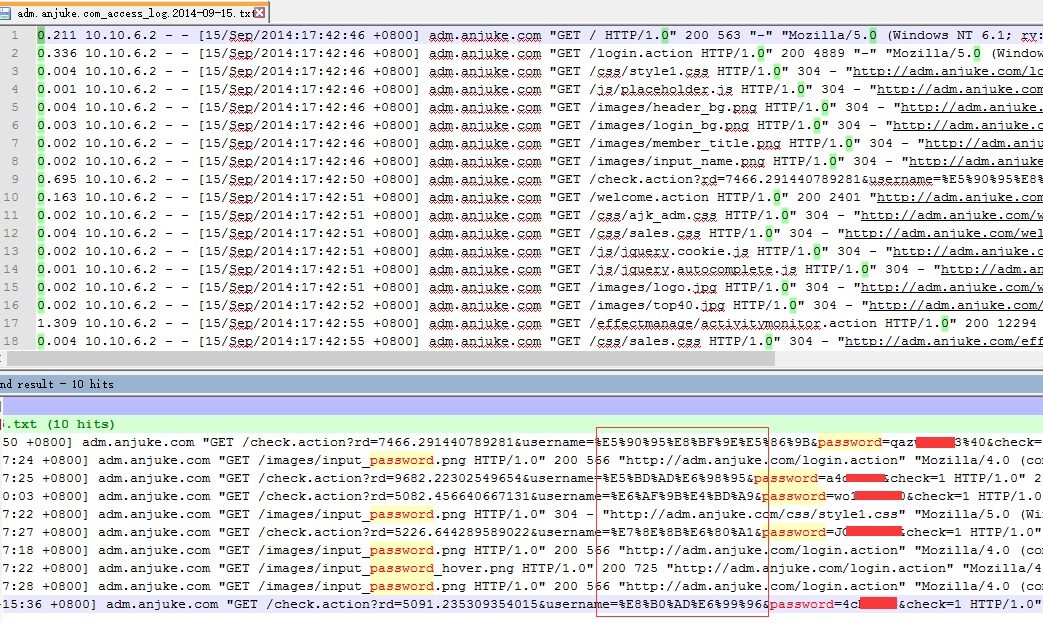 adm.anjuke.com_access_log.2014-09-15.txt
1 0.211 10.10.6.2 - - [15/Sep/2014:17:42:46 +0800] adm.anjuke.com "GET / HTTP/1.0" 200 563 "-" "Mozilla/5.0 (Windows NT 6.1; rv:
2 0.336 10.10.6.2 - - [15/Sep/2014:17:42:46 +0800] adm.anjuke.com "GET /login.action HTTP/1.0" 200 4889 "-" "Mozilla/5.0 (Window
3 0.004 10.10.6.2 - - [15/Sep/2014:17:42:46 +0800] adm.anjuke.com "GET /css/style1.css HTTP/1.0" 304 - "http://adm.anjuke.com/lo
4 0.001 10.10.6.2 - - [15/Sep/2014:17:42:46 +0800] adm.anjuke.com "GET /js/placeholder.js HTTP/1.0" 304 - "http://adm.anjuke.com
5 0.004 10.10.6.2 - - [15/Sep/2014:17:42:46 +0800] adm.anjuke.com "GET /images/header_bg.png HTTP/1.0" 304 - "http://adm.anjuke.
6 0.003 10.10.6.2 - - [15/Sep/2014:17:42:46 +0800] adm.anjuke.com "GET /images/login_bg.png HTTP/1.0" 304 - "http://adm.anjuke.c
7 0.002 10.10.6.2 - - [15/Sep/2014:17:42:46 +0800] adm.anjuke.com "GET /images/member_title.png HTTP/1.0" 304 - "http://adm.anju
8 0.002 10.10.6.2 - - [15/Sep/2014:17:42:46 +0800] adm.anjuke.com "GET /images/input_name.png HTTP/1.0" 304 - "http://adm.anjuke
9 0.695 10.10.6.2 - - [15/Sep/2014:17:42:50 +0800] adm.anjuke.com "GET /check.action?rd=7466.291440789281&username=%E5%90%95%E8%
10 0.163 10.10.6.2 - - [15/Sep/2014:17:42:51 +0800] adm.anjuke.com "GET /welcome.action HTTP/1.0" 200 2401 "http://adm.anjuke.co
11 0.002 10.10.6.2 - - [15/Sep/2014:17:42:51 +0800] adm.anjuke.com "GET /css/ajk_adm.css HTTP/1.0" 304 - "http://adm.anjuke.com/w
12 0.004 10.10.6.2 - - [15/Sep/2014:17:42:51 +0800] adm.anjuke.com "GET /css/sales.css HTTP/1.0" 304 - "http://adm.anjuke.com/wel
13 0.002 10.10.6.2 - - [15/Sep/2014:17:42:51 +0800] adm.anjuke.com "GET /js/jquery.cookie.js HTTP/1.0" 304 - "http://adm.anjuke.c
14 0.001 10.10.6.2 - - [15/Sep/2014:17:42:51 +0800] adm.anjuke.com "GET /js/jquery.autocomplete.js HTTP/1.0" 304 - "http://adm.an
15 0.002 10.10.6.2 - - [15/Sep/2014:17:42:51 +0800] adm.anjuke.com "GET /images/logo.jpg HTTP/1.0" 304 - "http://adm.anjuke.com/w
16 0.002 10.10.6.2 - - [15/Sep/2014:17:42:52 +0800] adm.anjuke.com "GET /images/top40.jpg HTTP/1.0" 304 - "http://adm.anjuke.com/
17 1.309 10.10.6.2 - - [15/Sep/2014:17:42:55 +0800] adm.anjuke.com "GET /effectmanage/activitymonitor.action HTTP/1.0" 200 12294
18 0.004 10.10.6.2 - - [15/Sep/2014:17:42:55 +0800] adm.anjuke.com "GET /css/sales.css HTTP/1.0" 304 - "http://adm.anjuke.com/eff
nd result - 10 hits
.txt (10 hits)
50 +0800] adm.anjuke.com "GET /check.action?rd=7466.291440789281&username=%E5%90%95%E8%BF%9E%E5%86%9B&password=qaz 3%40&check=
7:24 +0800] adm.anjuke.com "GET /images/input_password.png HTTP/1.0" 200 566 "http://adm.anjuke.com/login.action" "Mozilla/4.0 (co
7:25 +0800] adm.anjuke.com "GET /check.action?rd=9682.22302549654&username=%E5%BD%AD%E6%98%95&password=a4c &check=1 HTTP/1.0" 2
0:03 +0800] adm.anjuke.com "GET /check.action?rd=5082.456640667131&username=%E6%AF%9B%E4%BD%A9&password=wo1 0&check=1 HTTP/1.0
7:22 +0800] adm.anjuke.com "GET /images/input_password.png HTTP/1.0" 304 - "http://adm.anjuke.com/css/style1.css" "Mozilla/5.0 (Wi
7:27 +0800] adm.anjuke.com "GET /check.action?rd=5226.644289589022&username=%E7%8E%8B%E6%80%A1&password=J &check=1 HTTP/1.0"
7:18 +0800] adm.anjuke.com "GET /images/input_password.png HTTP/1.0" 200 566 "http://adm.anjuke.com/login.action" "Mozilla/4.0 (co
7:22 +0800] adm.anjuke.com "GET /images/input_password_hover.png HTTP/1.0" 200 725 "http://adm.anjuke.com/login.action" "Mozilla/4
7:28 +0800] adm.anjuke.com "GET /images/input_password.png HTTP/1.0" 200 566 "http://adm.anjuke.com/login.action" "Mozilla/4.0 (co
15:36 +0800] adm.anjuke.com "GET /check.action?rd=5091.235309354015&username=%E8%B0%AD%E6%99%96&password=4c &check=1 HTTP/1.0"